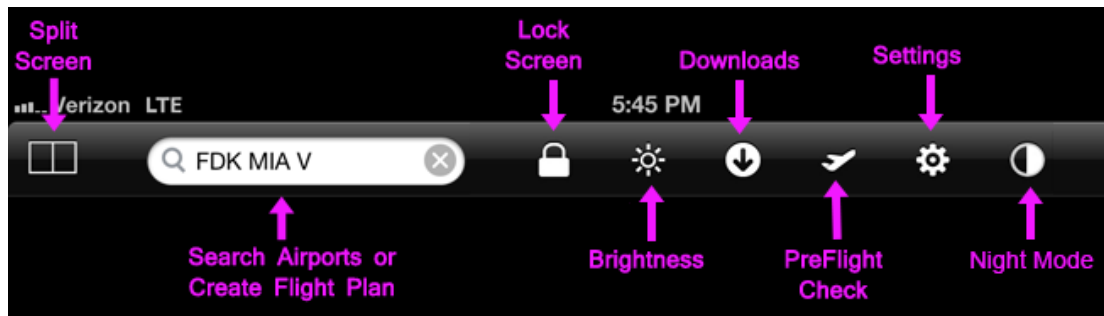 Split
Screen
Lock
Screen
Downloads
Settings
Verizon LTE
5:45 PM
FDK MIA V
Search Airports or
Create Flight Plan
Brightness
PreFlight
Check
Night Mode